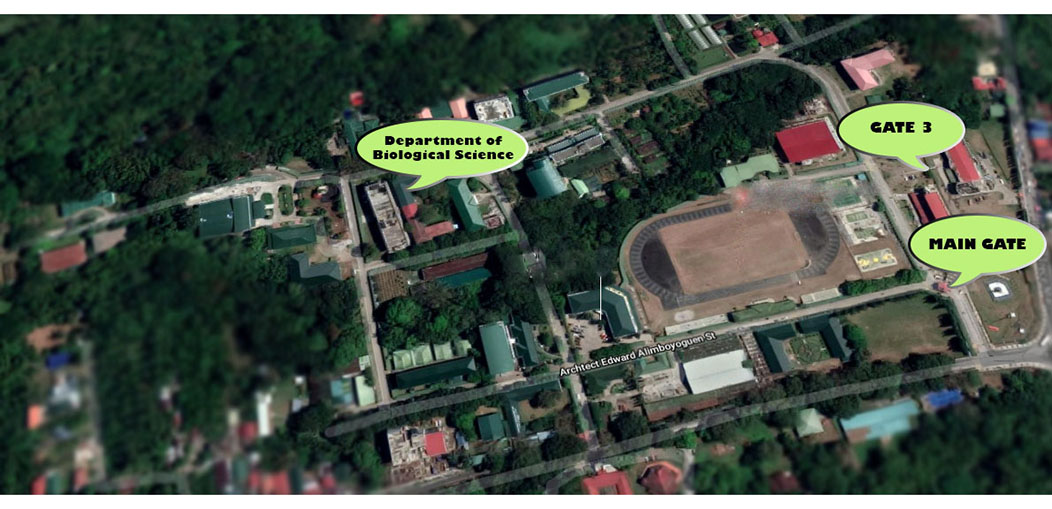 Department of
Biological Science
GATE 3
MAIN GATE
Archtect Edward Alimboyoguen St